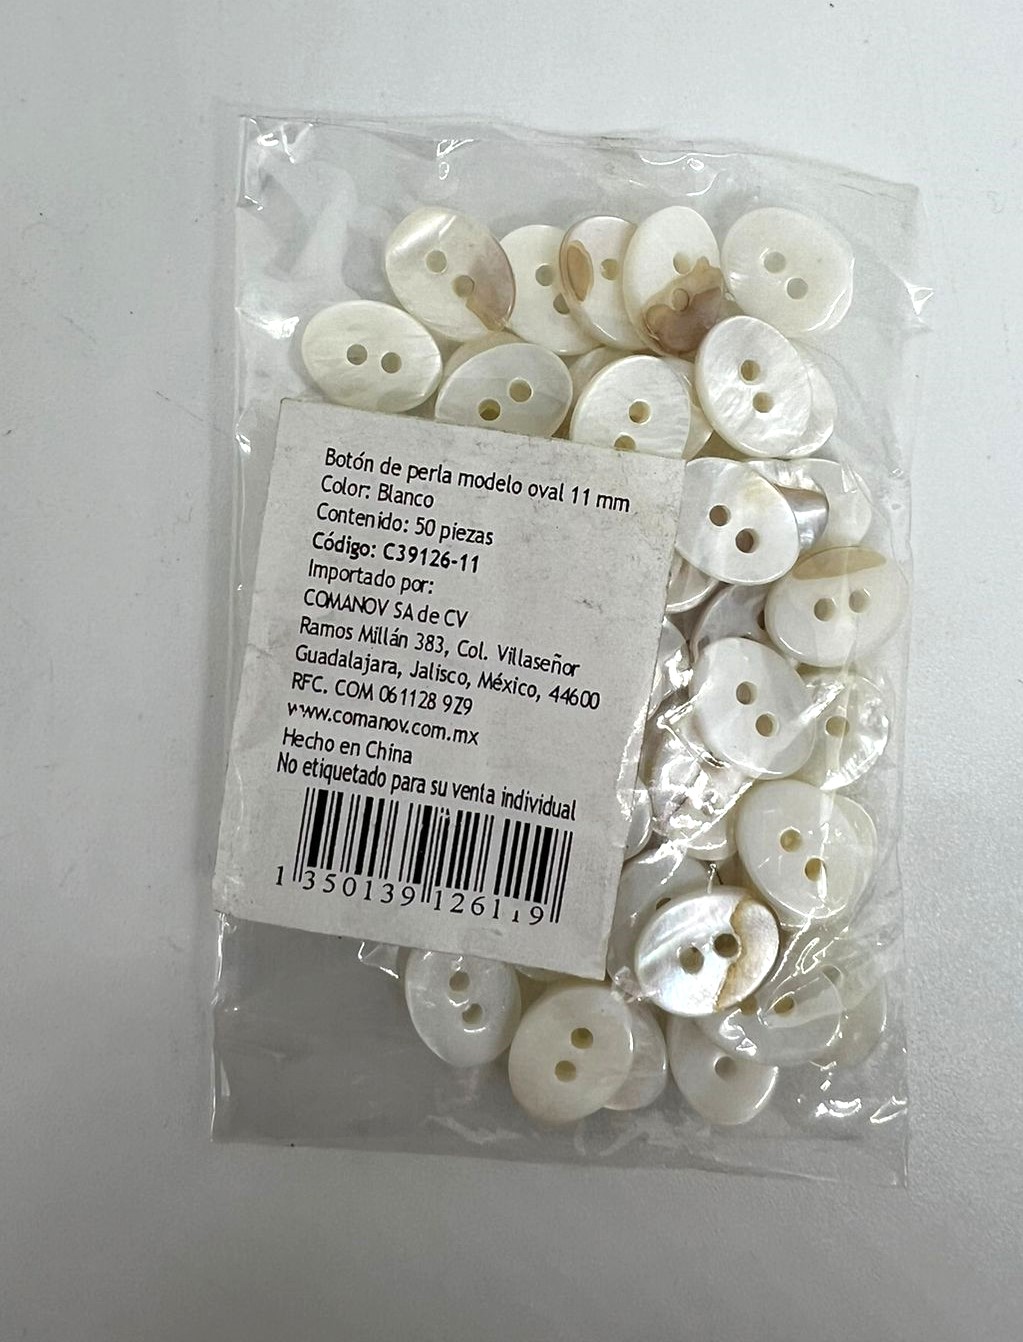 Botón de perla modelo oval 11 mm
Color: Blanco
Contenido: 50 piezas
Código: C39126-11
Importado por:
COMANOV SA de CV
Ramos Millán 383, Col. Villaseñor
Guadalajara, Jalisco, México, 44600
RFC. COM 061128 9Z9
www.comanov.com.mx
Hecho en China
No etiquetado para su venta individual
1 350139 126119